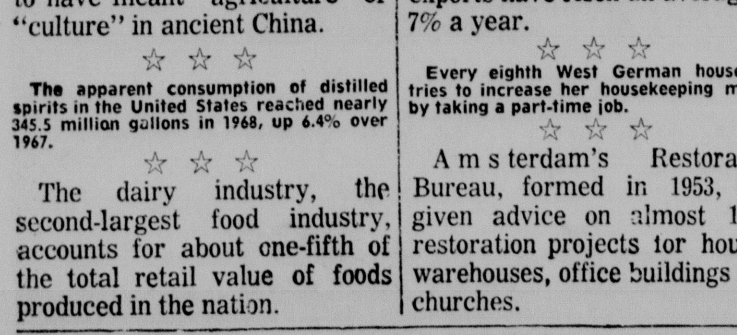 "culture" in ancient China.
☆ ☆ ☆
The apparent consumption of distilled
spirits in the United States reached nearly
345.5 million gallons in 1968, up 6.4% over
1967.
☆ ☆ ☆
The dairy industry, the
second-largest food industry,
accounts for about one-fifth of
the total retail value of foods
produced in the nation.
7% a year.
☆ ☆ ☆
Every eighth West German hous
tries to increase her housekeeping m
by taking a part-time job.
☆ ☆ ☆
A m s terdam's Restora
Bureau, formed in 1953,
given advice on almost 1
restoration projects for hou
warehouses, office buildings
churches.